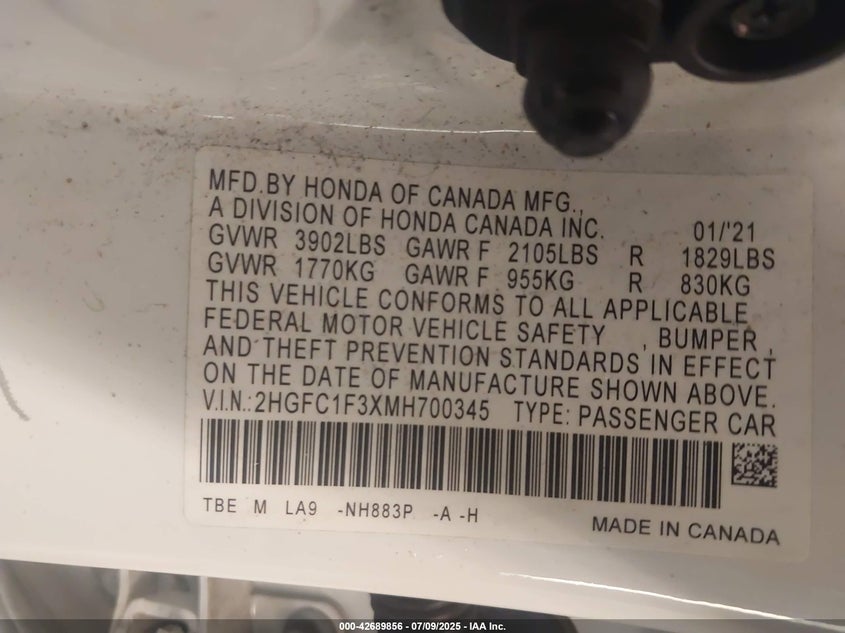 MFD.BY HONDA OF CANADA MFG.,
A DIVISION OF HONDA CANADA INC. 01/'21
GVWR 3902LBS GAWR F 2105LBS R 1829LBS
GVWR 1770KG GAWR F 955KG R 830KG
THIS VEHICLE CONFORMS TO ALL APPLICABLE
FEDERAL MOTOR VEHICLE SAFETY , BUMPER ,
AND THEFT PREVENTION STANDARDS IN EFFECT
ON THE DATE OF MANUFACTURE SHOWN ABOVE.
V.I.N.:2HGFC1F3XMH700345 TYPE: PASSENGER CAR
TBE M LA9 -NH883P -A -H
MADE IN CANADA
000-42689856 - 07/09/2025 - IAA Inc.